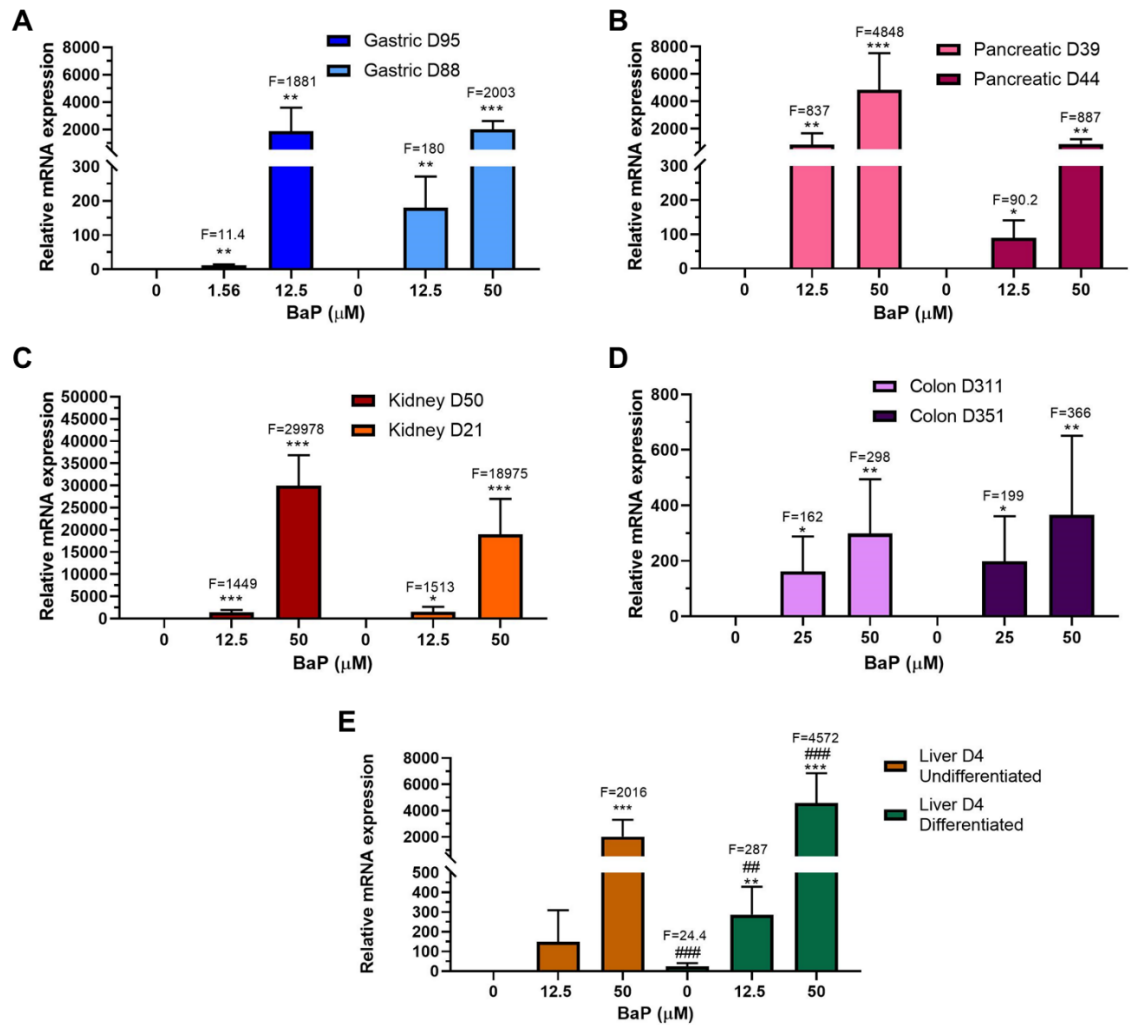 A
Relative mRNA expression
8000
6000
4000
2000
300
200
100
0
Gastric D95
Gastric D88
F=11.4
**
F=1881
**
F=180
**
F=2003
***
0 1.56 12.5 0 12.5 50
BaP (μM)
B
Relative mRNA expression
8000
6000
4000
2000
300
200
100
0
Pancreatic D39
Pancreatic D44
F=837
**
F=4848
***
F=90.2
*
F=887
**
0 12.5 50 0 12.5 50
BaP (μM)
C
Relative mRNA expression
50000
45000
40000
35000
30000
25000
20000
15000
10000
5000
0
Kidney D50
Kidney D21
F=1449
***
F=29978
***
F=1513
*
F=18975
***
0 12.5 50 0 12.5 50
BaP (μM)
D
Relative mRNA expression
800
600
400
200
0
Colon D311
Colon D351
F=162
*
F=298
**
F=199
*
F=366
**
0 25 50 0 25 50
BaP (μM)
E
Relative mRNA expression
8000
6000
4000
2000
500
400
300
200
100
0
Liver D4
Undifferentiated
Liver D4
Differentiated
F=2016
***
F=24.4
###
F=287
##
**
F=4572
###
***
0 12.5 50 0 12.5 50
BaP (μM)